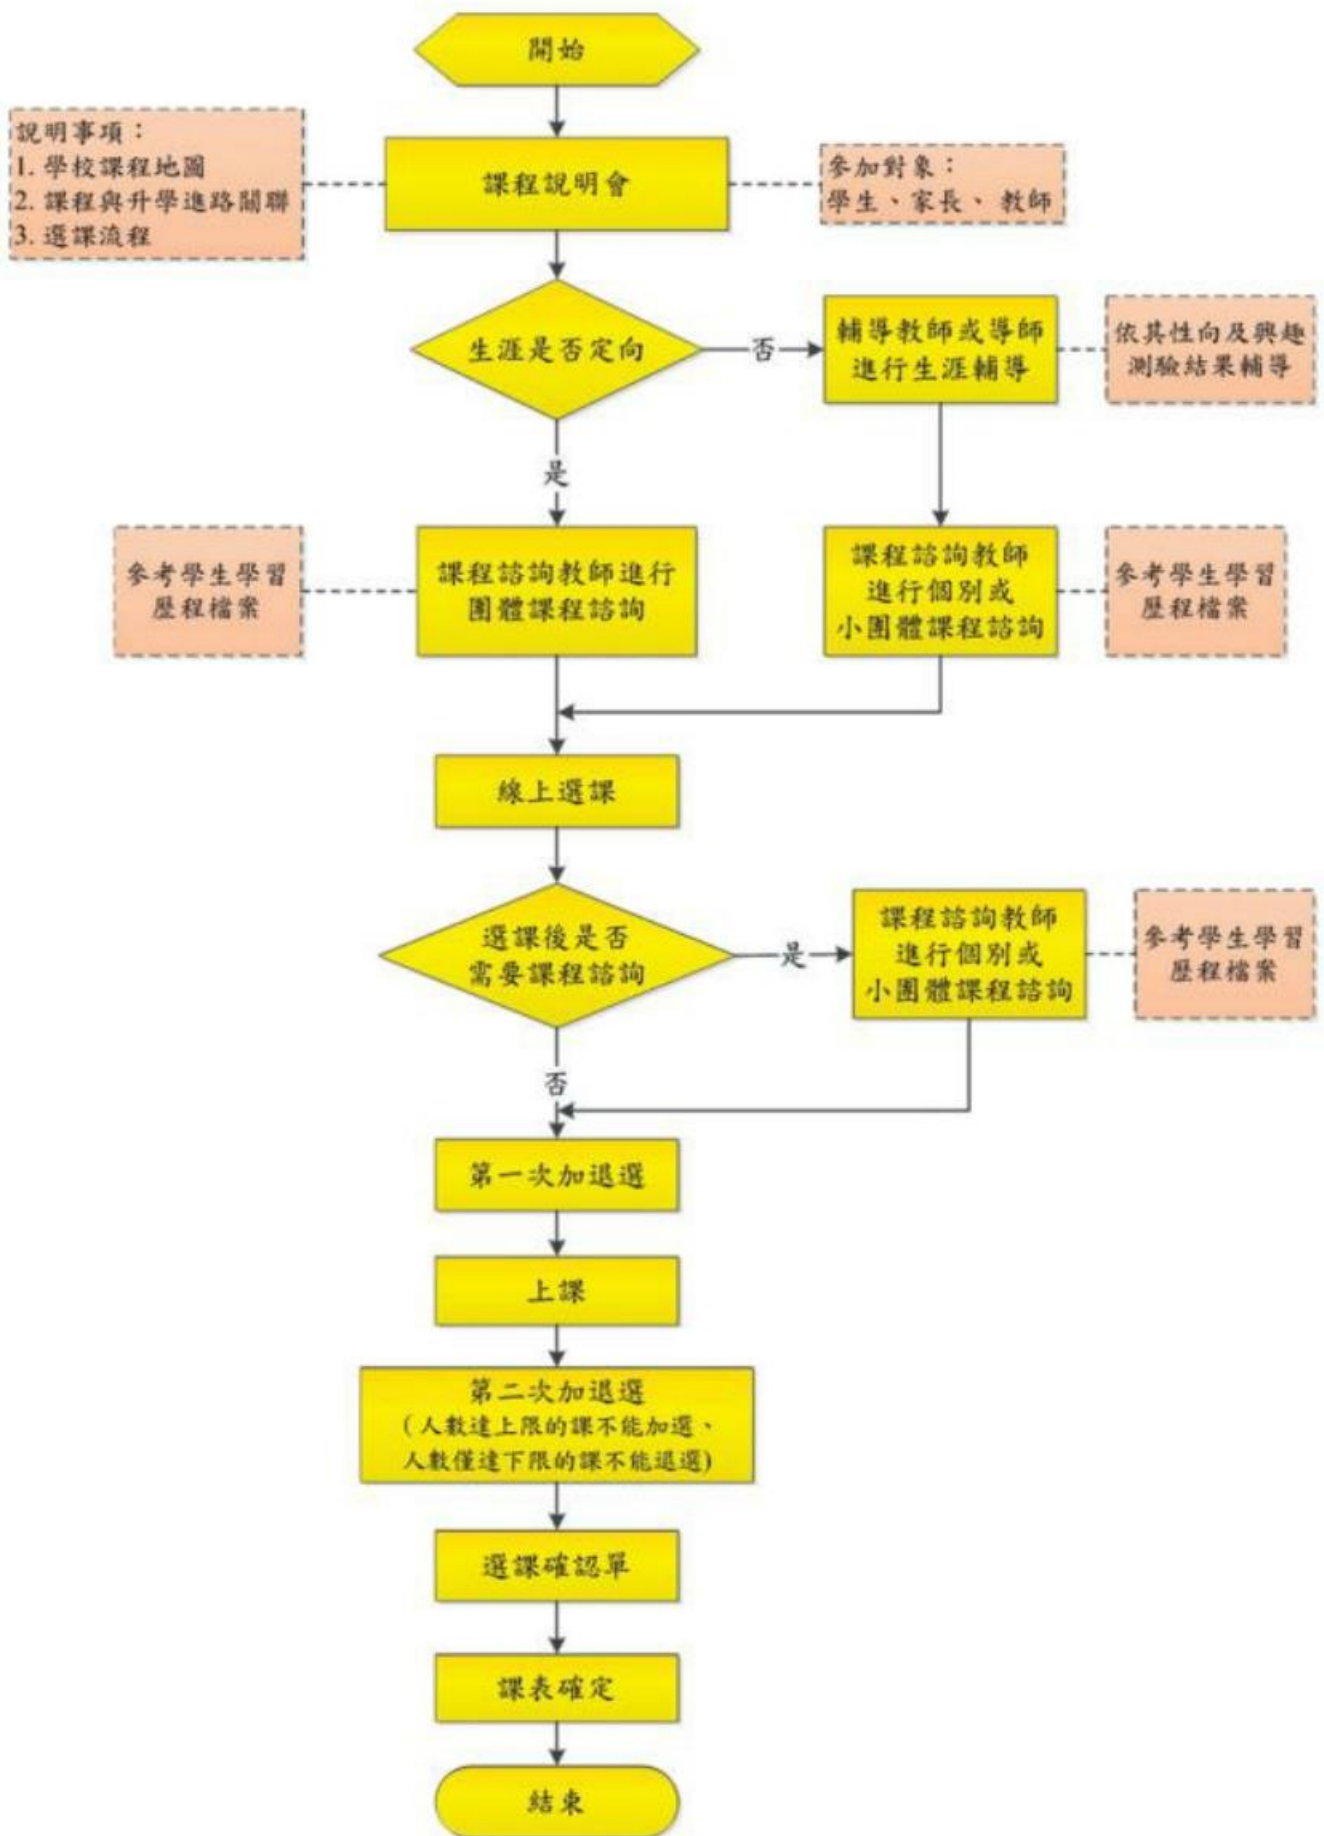 開始
說明事項：
1. 學校課程地圖
2. 課程與升學進路關聯
3. 選課流程
課程說明會
參加對象：
學生、家長、教師
生涯是否定向
否
輔導教師或導師
進行生涯輔導
依其性向及興趣
測驗結果輔導
是
參考學生學習
歷程檔案
課程諮詢教師進行
團體課程諮詢
課程諮詢教師
進行個別或
小團體課程諮詢
參考學生學習
歷程檔案
線上選課
選課後是否
需要課程諮詢
是
課程諮詢教師
進行個別或
小團體課程諮詢
參考學生學習
歷程檔案
否
第一次加退選
上課
第二次加退選
（人數達上限的課不能加選、
人數僅達下限的課不能退選)
選課確認單
課表確定
結束